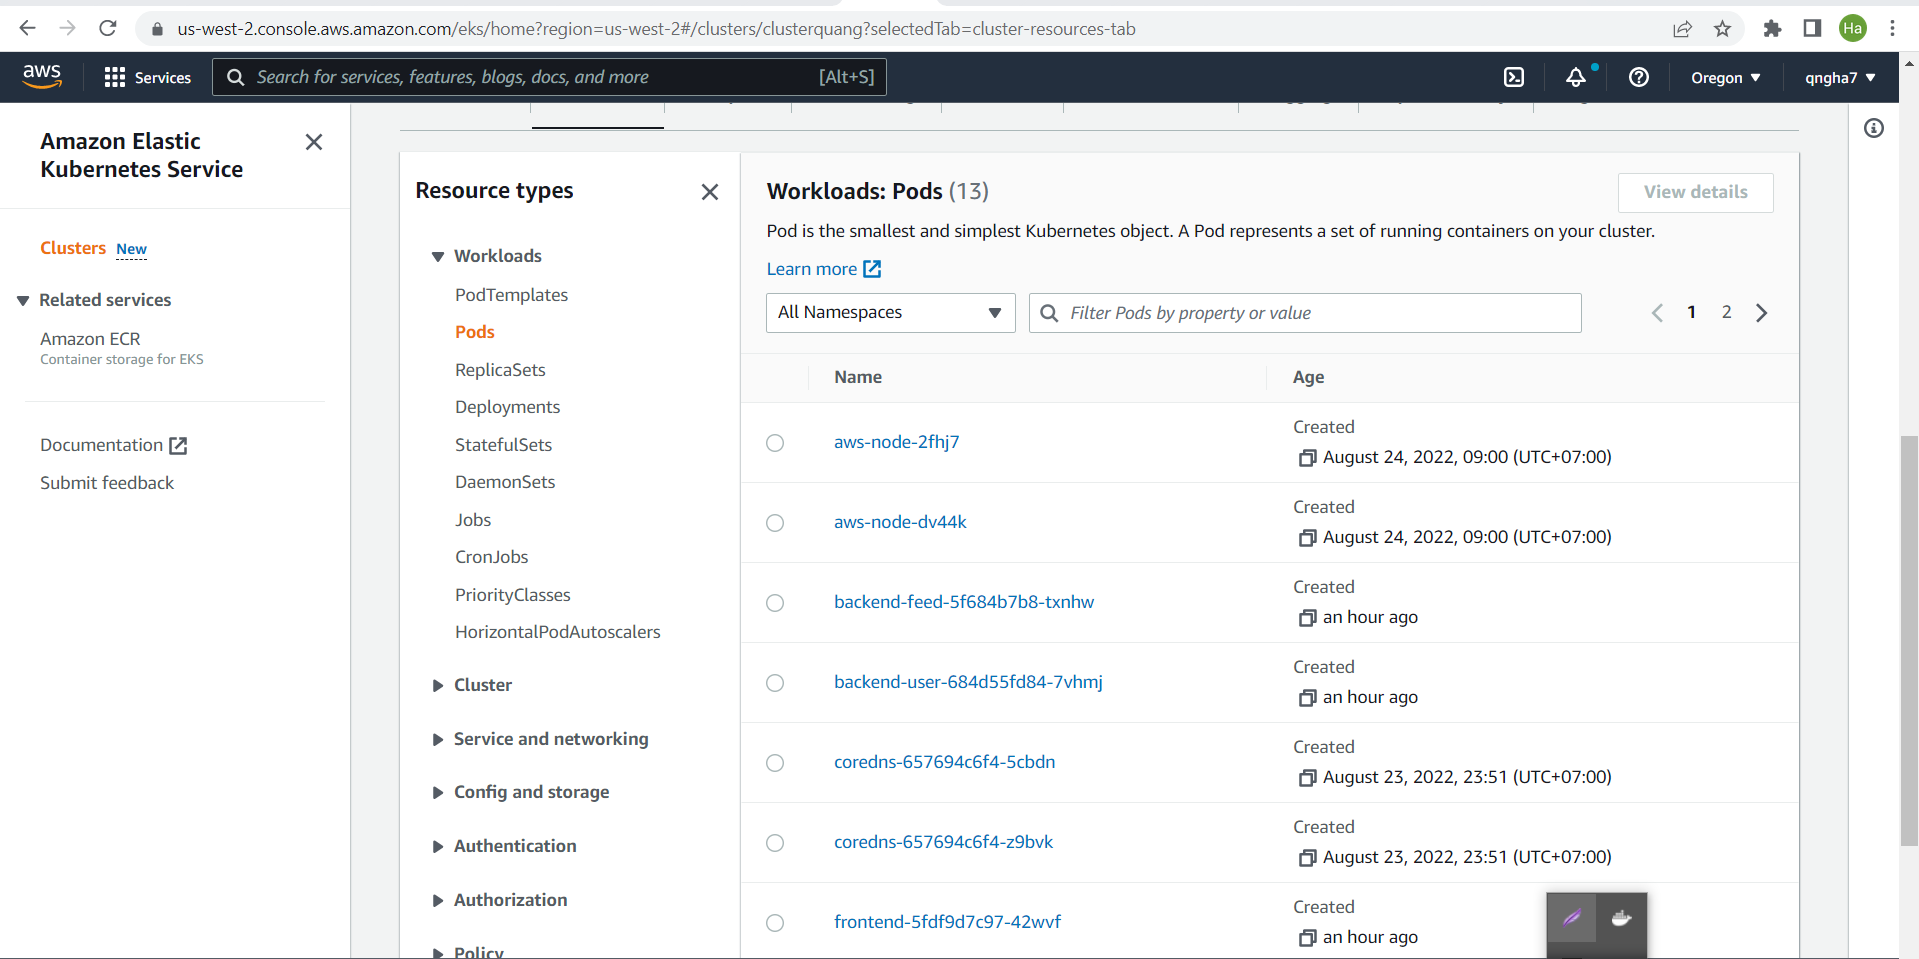 us-west-2.console.aws.amazon.com/eks/home?region=us-west-2#/clusters/clusterquang?selectedTab=cluster-resources-tab
Ha
aws
Services
Search for services, features, blogs, docs, and more
[Alt+S]
Oregon
qngha7
Amazon Elastic
Kubernetes Service
Clusters New
Related services
Amazon ECR
Container storage for EKS
Documentation
Submit feedback
Resource types
Workloads
PodTemplates
Pods
ReplicaSets
Deployments
StatefulSets
DaemonSets
Jobs
CronJobs
PriorityClasses
HorizontalPodAutoscalers
Cluster
Service and networking
Config and storage
Authentication
Authorization
Policy
Workloads: Pods (13)
View details
Pod is the smallest and simplest Kubernetes object. A Pod represents a set of running containers on your cluster.
Learn more
All Namespaces
Filter Pods by property or value
1 2
Name Age
aws-node-2fhj7
Created
August 24, 2022, 09:00 (UTC+07:00)
aws-node-dv44k
Created
August 24, 2022, 09:00 (UTC+07:00)
backend-feed-5f684b7b8-txnhw
Created
an hour ago
backend-user-684d55fd84-7vhmj
Created
an hour ago
coredns-657694c6f4-5cbdn
Created
August 23, 2022, 23:51 (UTC+07:00)
coredns-657694c6f4-z9bvk
Created
August 23, 2022, 23:51 (UTC+07:00)
frontend-5fdf9d7c97-42wvf
Created
an hour ago